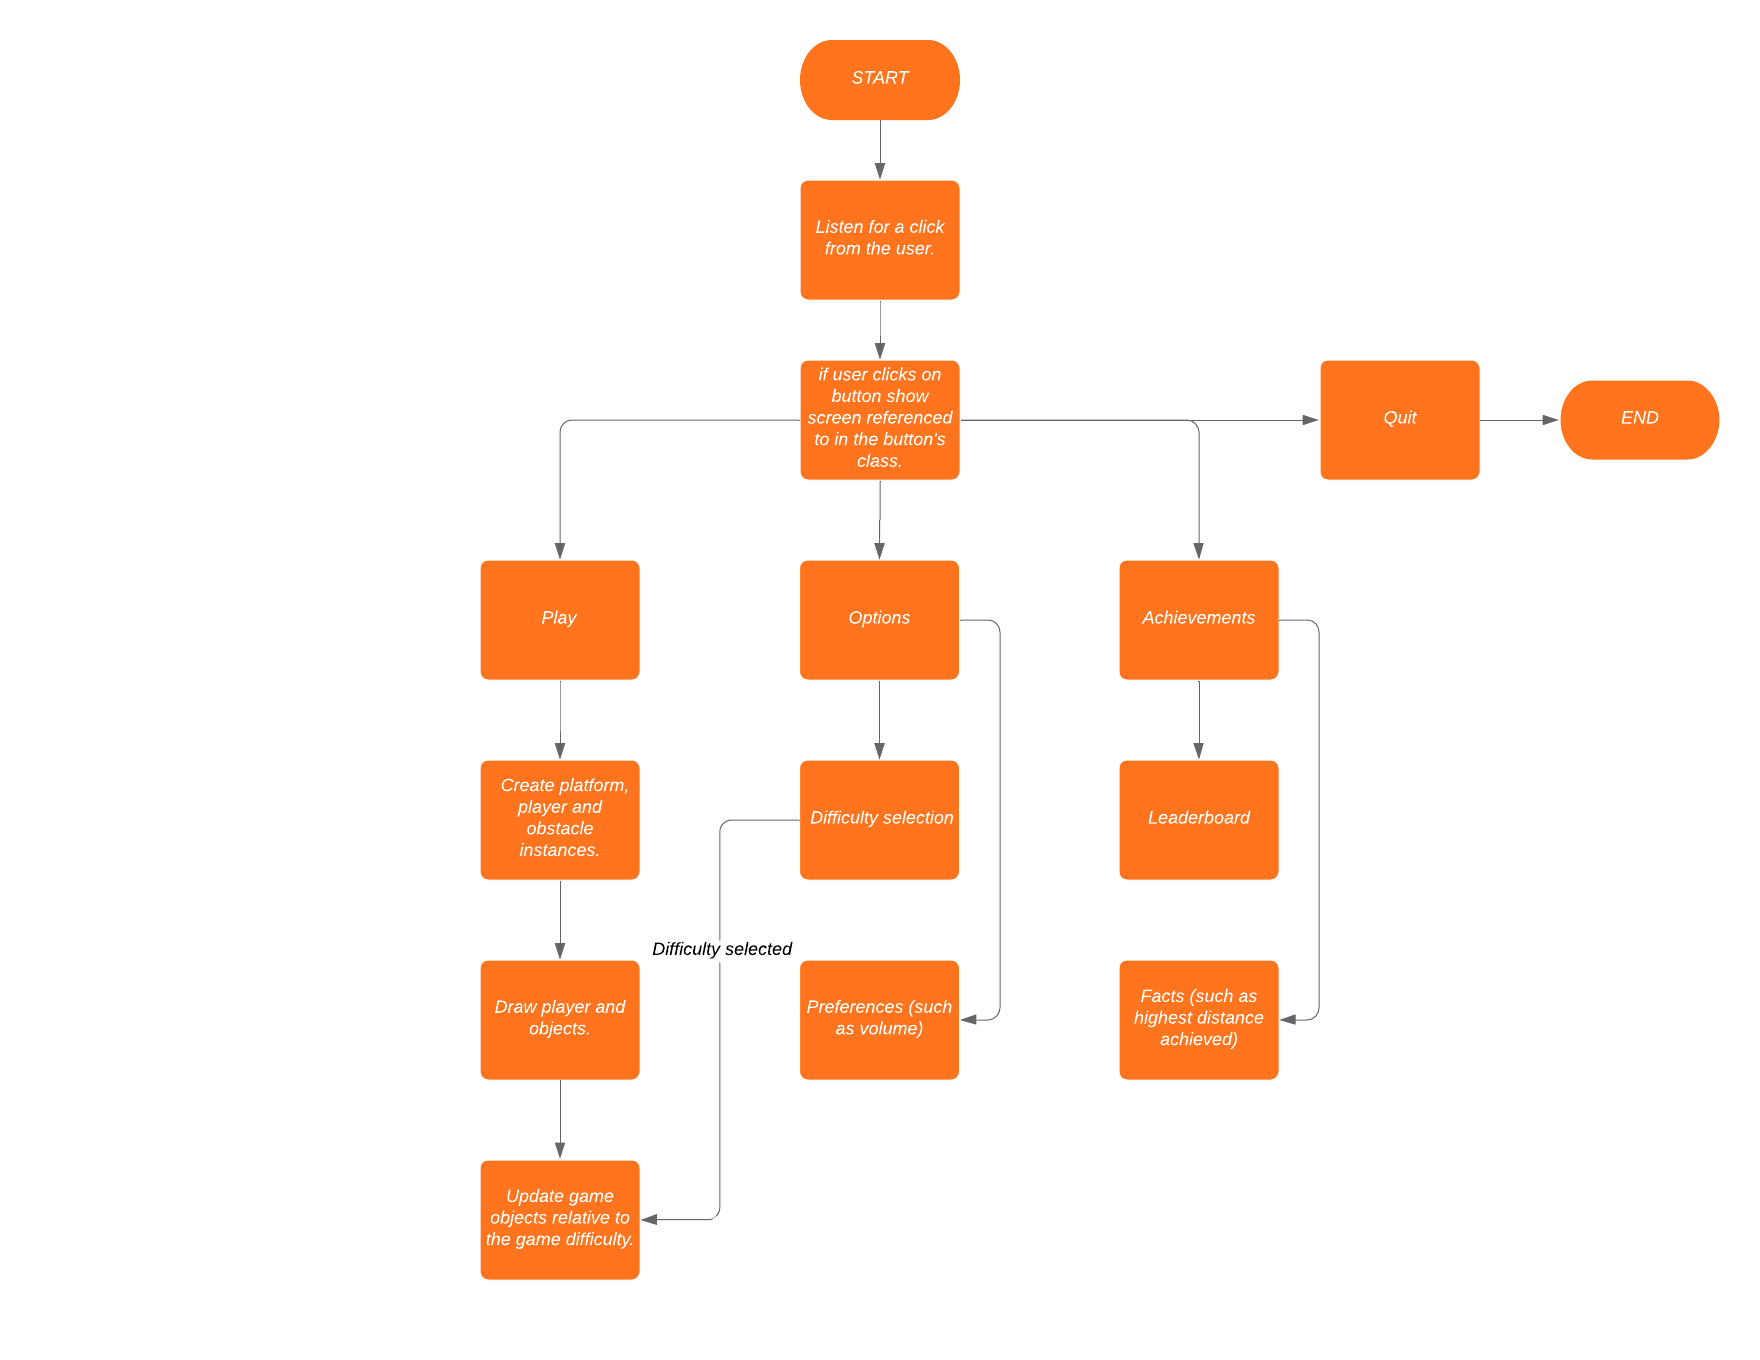 START
Listen for a click
from the user.
if user clicks on
button show
screen referenced
to in the button's
class.
Quit
END
Play
Options
Achievements
Create platform,
player and
obstacle
instances.
Difficulty selection
Leaderboard
Difficulty selected
Draw player and
objects.
Preferences (such
as volume)
Facts (such as
highest distance
achieved)
Update game
objects relative to
the game difficulty.